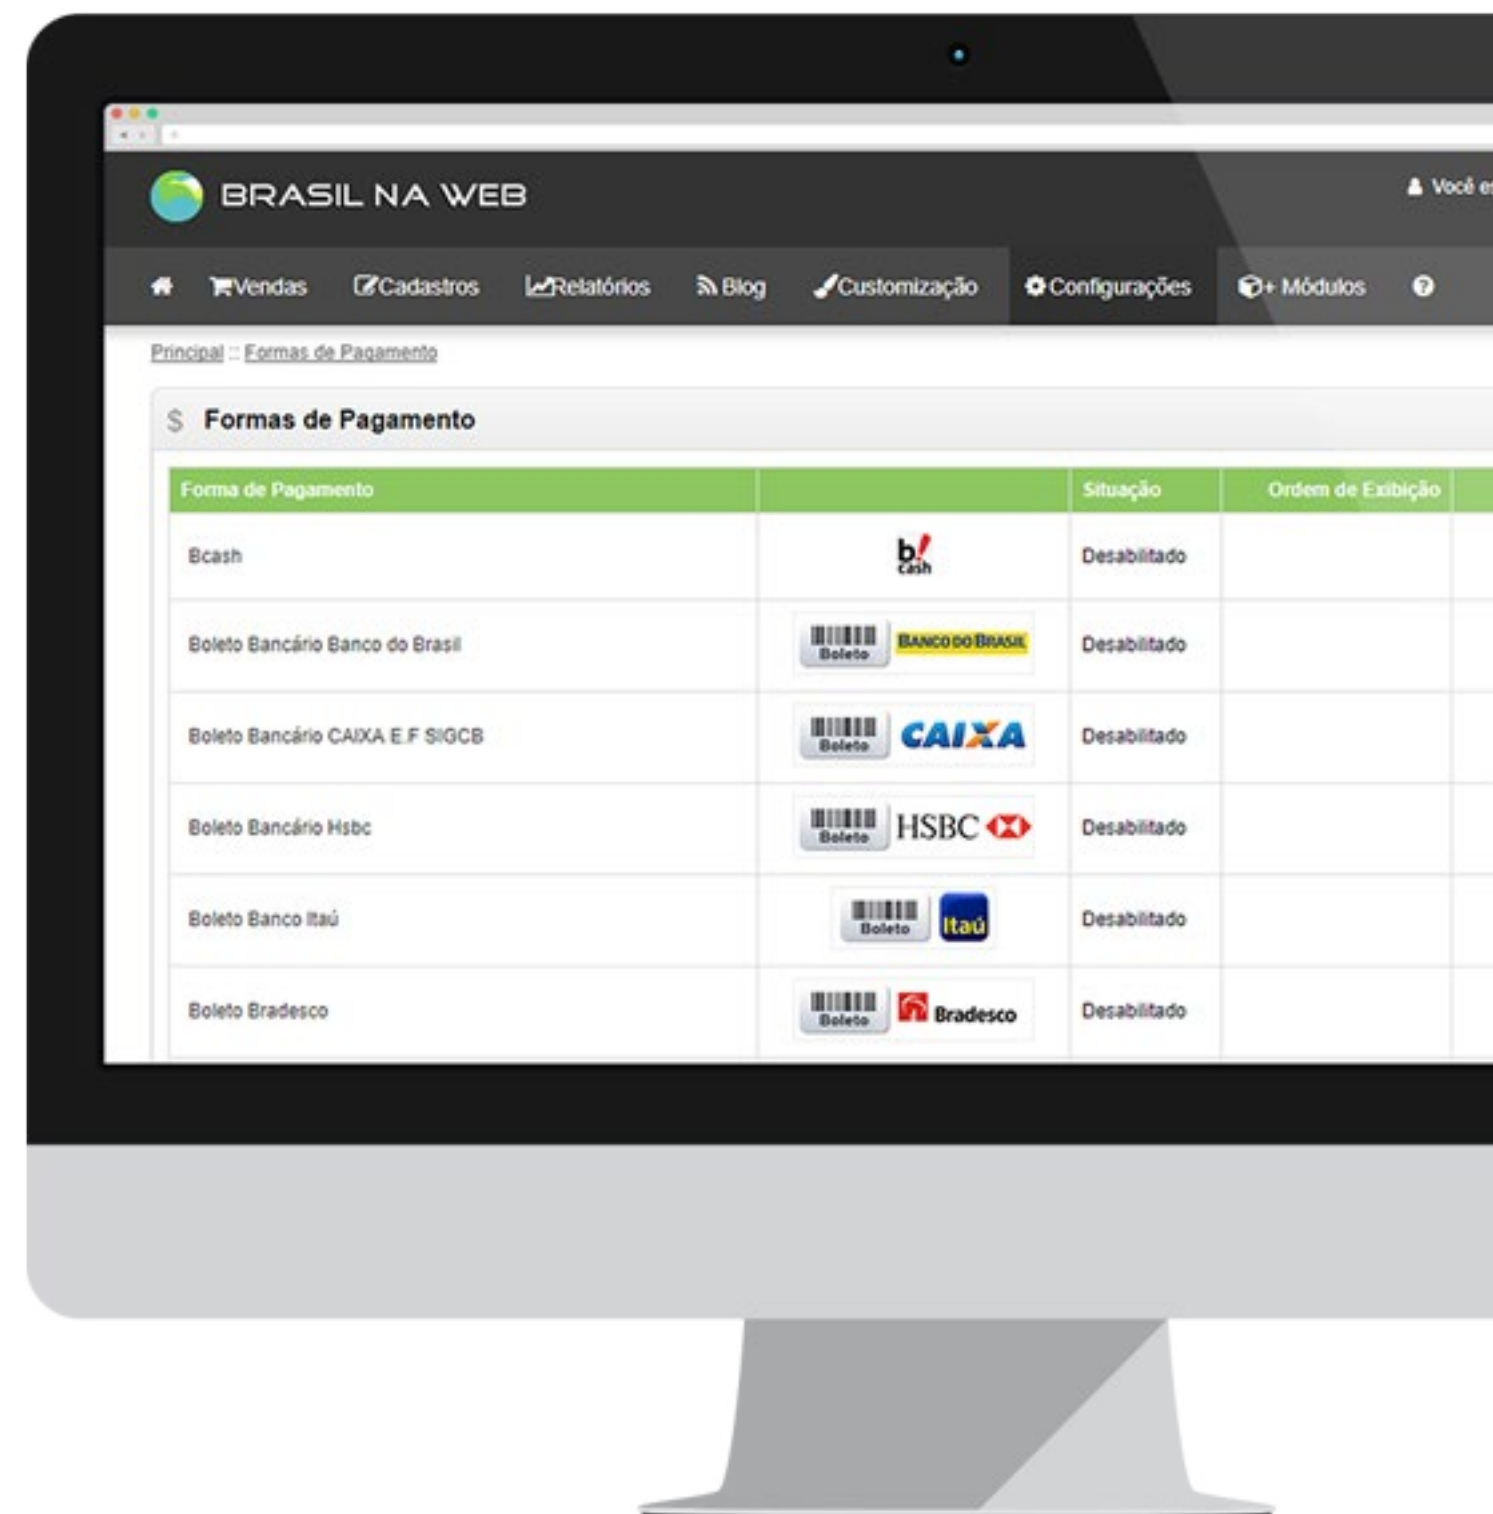 BRASIL NA WEB
Você es
Vendas Cadastros Relatórios Blog Customização Configurações + Módulos ?
Principal :: Formas de Pagamento
$ Formas de Pagamento
Forma de Pagamento Situação Ordem de Exibição
Bcash b! cash Desabilitado
Boleto Bancário Banco do Brasil Boleto BANCO DO BRASIL Desabilitado
Boleto Bancário CAIXA E.F SIGCB Boleto CAIXA Desabilitado
Boleto Bancário Hsbc Boleto HSBC Desabilitado
Boleto Banco Itaú Boleto Itaú Desabilitado
Boleto Bradesco Boleto Bradesco Desabilitado